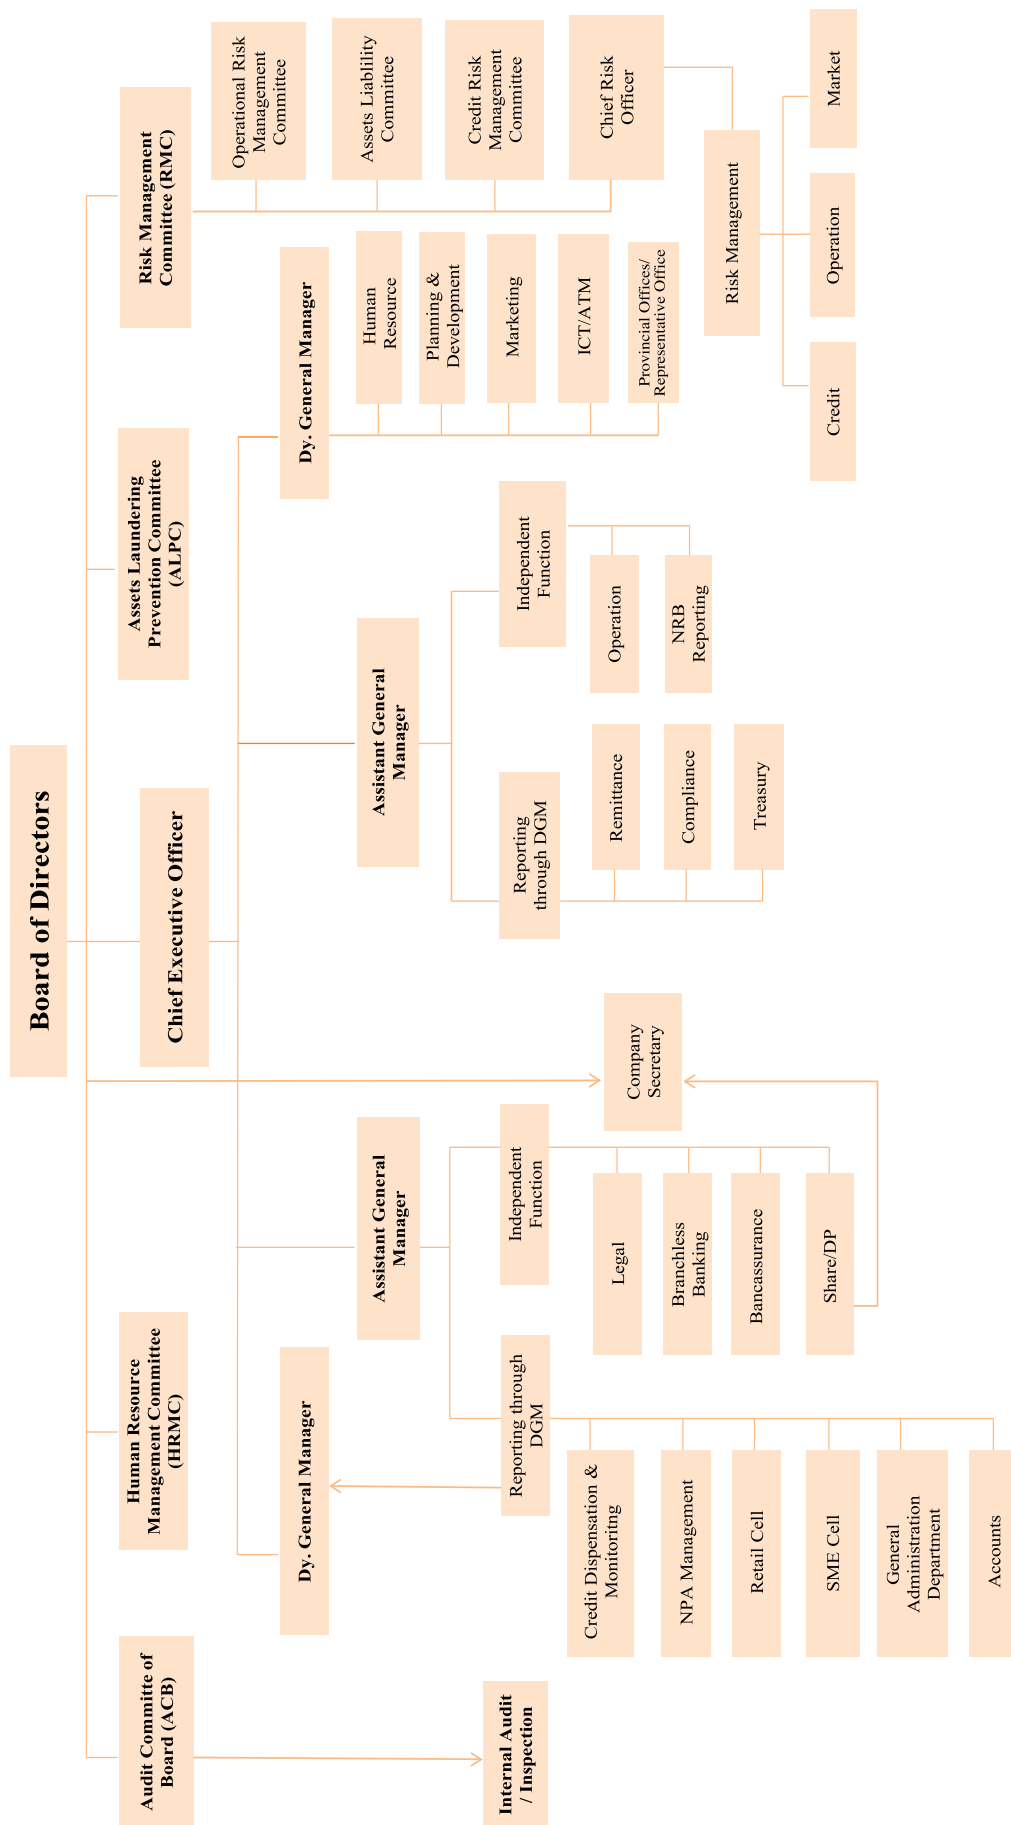 Board of Directors
Chief Executive Officer
Audit Committe of
Board (ACB)
Human Resource
Management Committee
(HRMC)
Assets Laundering
Prevention Committee
(ALPC)
Risk Management
Committee (RMC)
Internal Audit
/ Inspection
Dy. General Manager
Assistant General
Manager
Reporting through
DGM
Credit Dispensation &
Monitoritng
NPA Management
Retail Cell
SME Cell
General
Administration
Department
Accounts
Independent
Function
Legal
Branchless
Banking
Bancassurance
Share/DP
Company
Secretary
Assistant General
Manager
Reporting
through DGM
Remittance
Compliance
Treasury
Independent
Function
Operation
NRB
Reporting
Dy. General Manager
Human
Resource
Planning &
Development
Marketing
ICT/ATM
Provincial Offices/
Representative Office
Operational Risk
Management
Committee
Assets Liablility
Committee
Credit Risk
Management
Committee
Chief Risk
Officer
Risk Management
Credit
Operation
Market